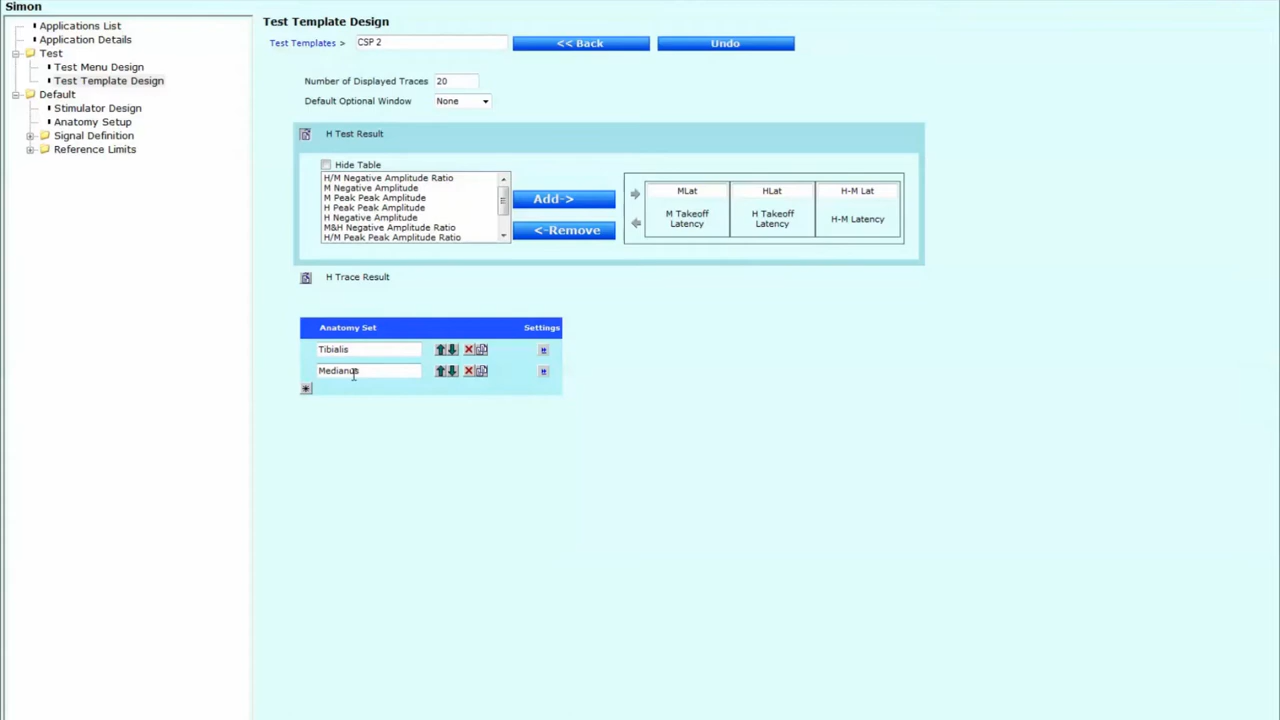 Simon
Applications List
Application Details
Test
Test Menu Design
Test Template Design
Default
Stimulator Design
Anatomy Setup
Signal Definition
Reference Limits
Test Template Design
Test Templates > CSP 2 << Back Undo
Number of Displayed Traces 20
Default Optional Window None
H Test Result
Hide Table
H/M Negative Amplitude Ratio
M Negative Amplitude
M Peak Peak Amplitude
H Peak Peak Amplitude
H Negative Amplitude
M&H Negative Amplitude Ratio
H/M Peak Peak Amplitude Ratio
Add->
<-Remove
MLat HLat H-M Lat
M Takeoff Latency H Takeoff Latency H-M Latency
H Trace Result
Anatomy Set Settings
Tibialis H
Medianus H